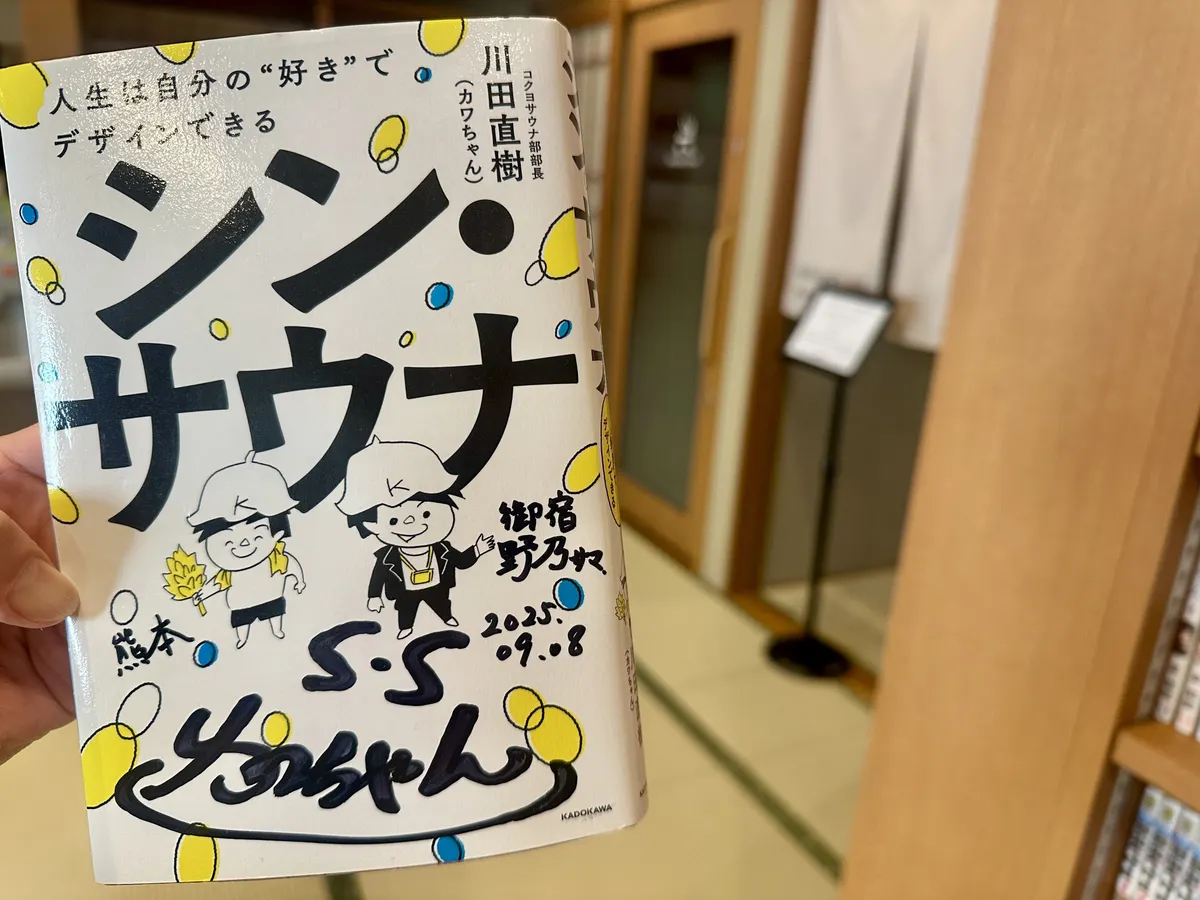 人生は自分の“好き”で
デザインできる
コクヨサウナ部部長
川田直樹
(カワちゃん)
シン・
サウナ
K
K
御宿
野乃サマ
2025.
09.08
熊本
S・S
カワちゃん
KADOKAWA